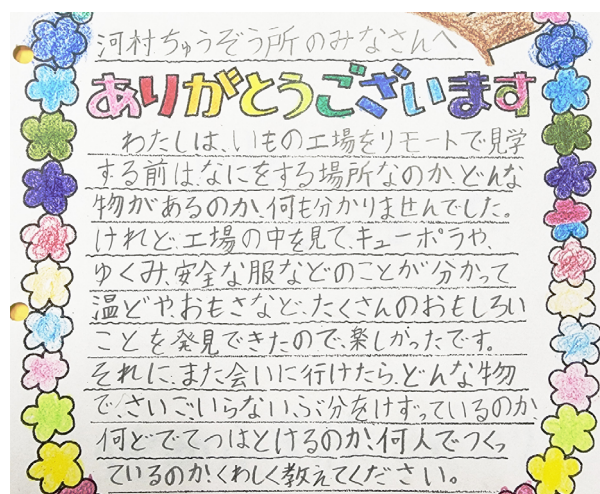 河村ちゅうぞう所のみなさんへ
ありがとうございます
わたしは、いもの工場をリモートで見学
する前は、なにをする場所なのか、どんな
物があるのか、何も分かりませんでした。
けれど、工場の中を見て、キューポラや、
ゆくみ、安全な服などのことが分かって
温どや、おもさなど、たくさんのおもしろい
ことを発見できたので、楽しかったです。
それに、また会いに行けたら、どんな物
で、さいごいらない、ぶ分をけずっているのか、
何どでてつはとけるのか、何人でつくっ
ているのか、くわしく教えてください。